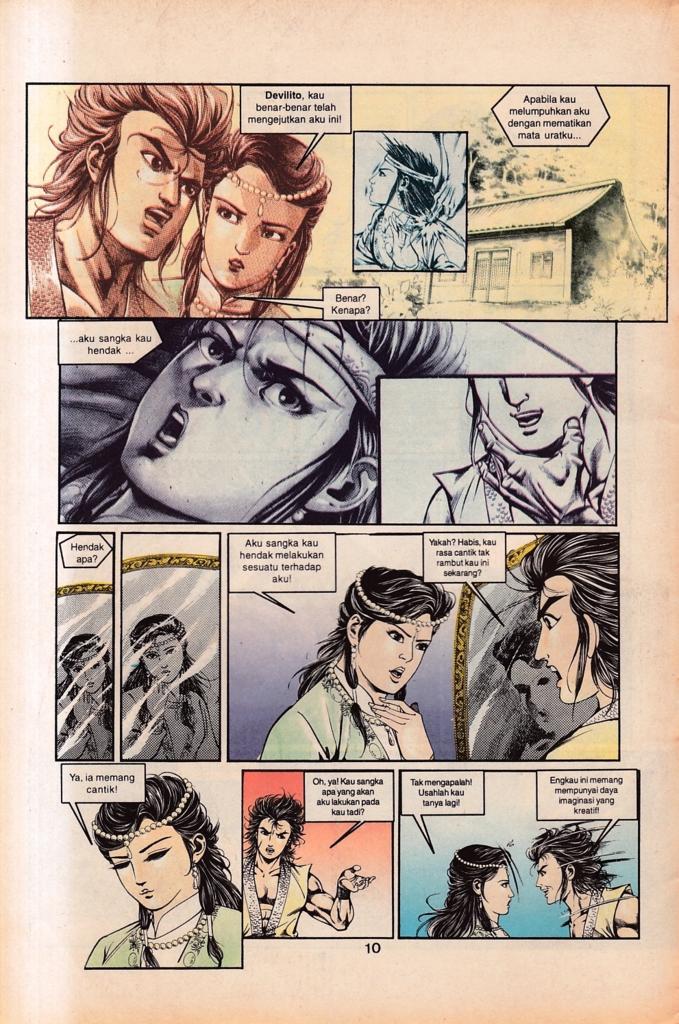 Devilito, kau
benar-benar telah
mengejutkan aku ini!
Apabila kau
melumpuhkan aku
dengan mematikan
mata uratku...
Benar?
Kenapa?
...aku sangka kau
hendak ...
Hendak
apa?
Aku sangka kau
hendak melakukan
sesuatu terhadap
aku!
Yakah? Habis, kau
rasa cantik tak
rambut kau ini
sekarang?
Ya, ia memang
cantik!
Oh, ya! Kau sangka
apa yang akan
aku lakukan pada
kau tadi?
Tak mengapalah!
Usahlah kau
tanya lagi!
Engkau ini memang
mempunyai daya
imaginasi yang
kreatif!
10